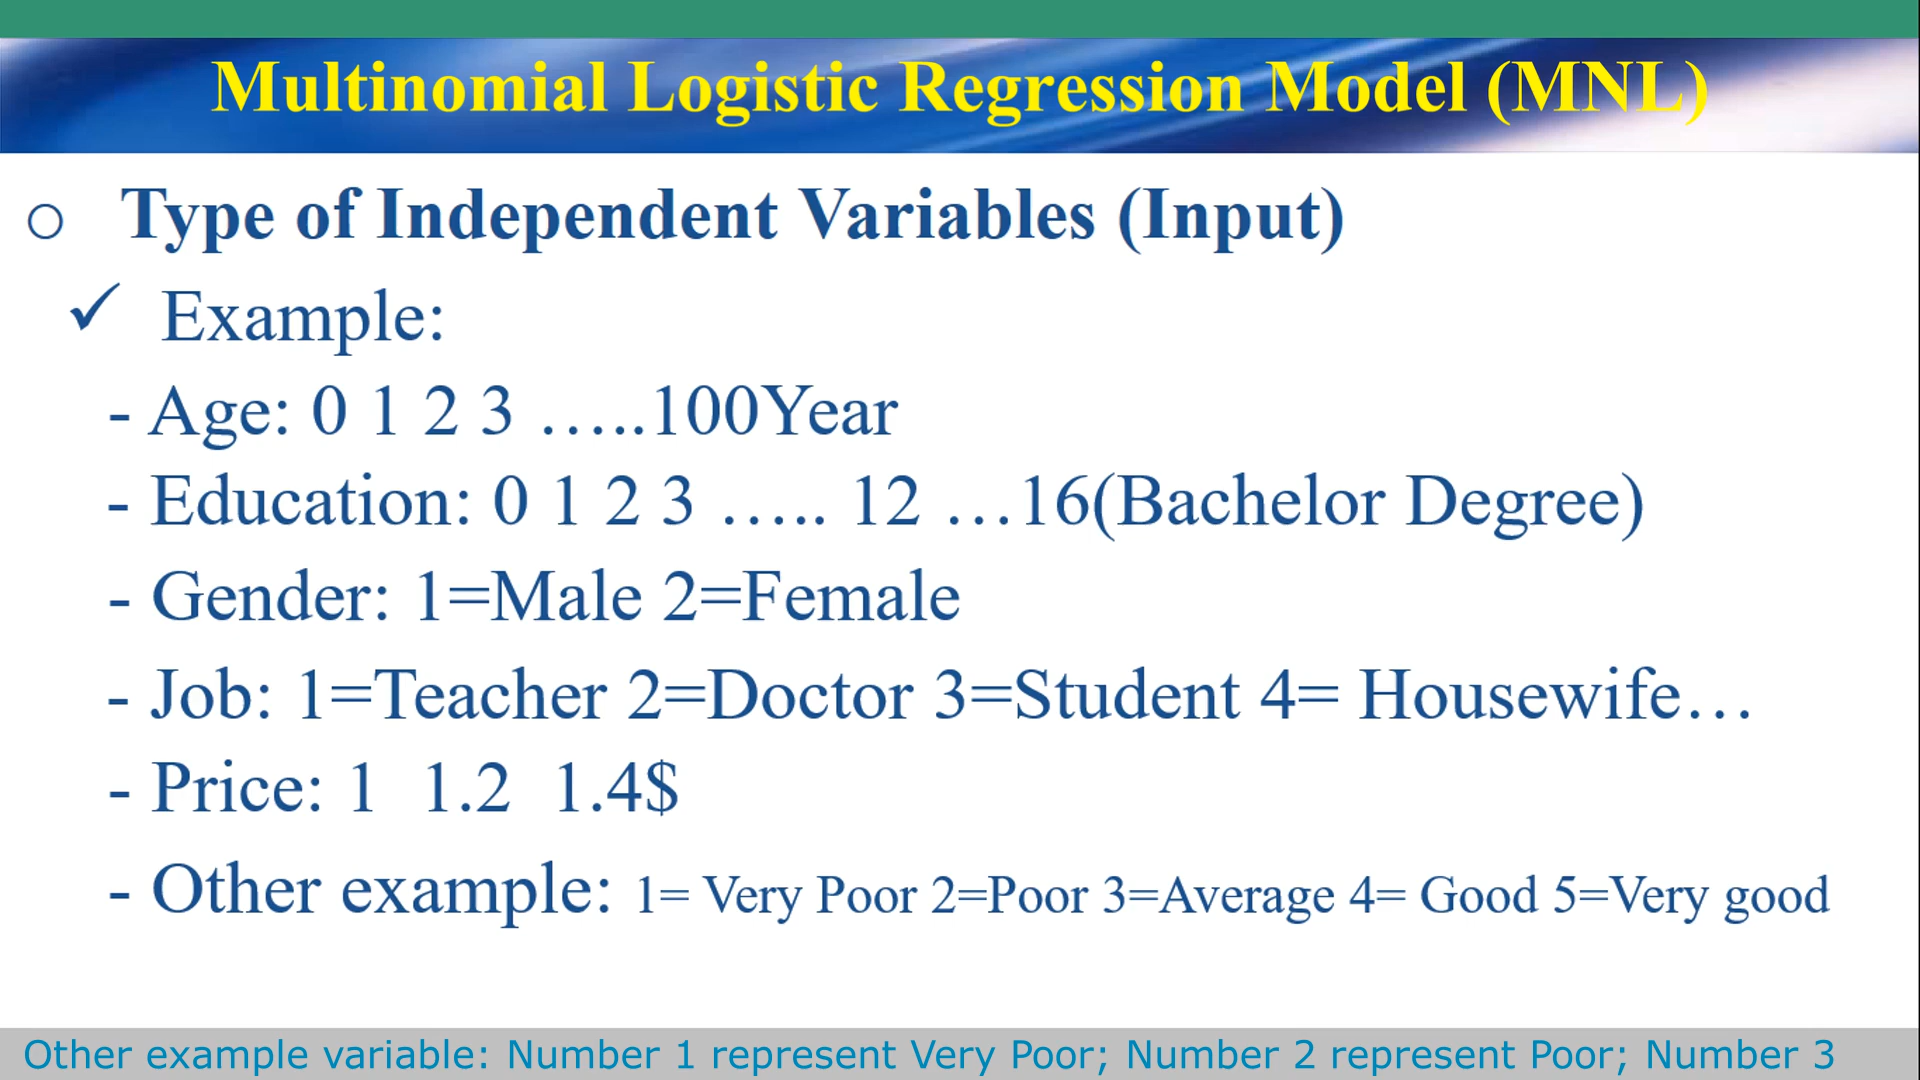 Multinomial Logistic Regression Model (MNL)
o Type of Independent Variables (Input)
✓ Example:
- Age: 0 1 2 3 …..100Year
- Education: 0 1 2 3 ….. 12 …16(Bachelor Degree)
- Gender: 1=Male 2=Female
- Job: 1=Teacher 2=Doctor 3=Student 4= Housewife…
- Price: 1 1.2 1.4$
- Other example: 1= Very Poor 2=Poor 3=Average 4= Good 5=Very good
Other example variable: Number 1 represent Very Poor; Number 2 represent Poor; Number 3